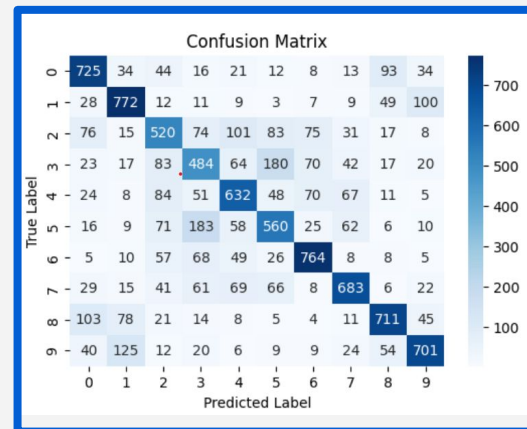 Confusion Matrix
0 725 34 44 16 21 12 8 13 93 34
1 28 772 12 11 9 3 7 9 49 100
2 76 15 520 74 101 83 75 31 17 8
3 23 17 83 484 64 180 70 42 17 20
4 24 8 84 51 632 48 70 67 11 5
5 16 9 71 183 58 560 25 62 6 10
6 5 10 57 68 49 26 764 8 8 5
7 29 15 41 61 69 66 8 683 6 22
8 103 78 21 14 8 5 4 11 711 45
9 40 125 12 20 6 9 9 24 54 701
0 1 2 3 4 5 6 7 8 9
Predicted Label
True Label
700
600
500
400
300
200
100